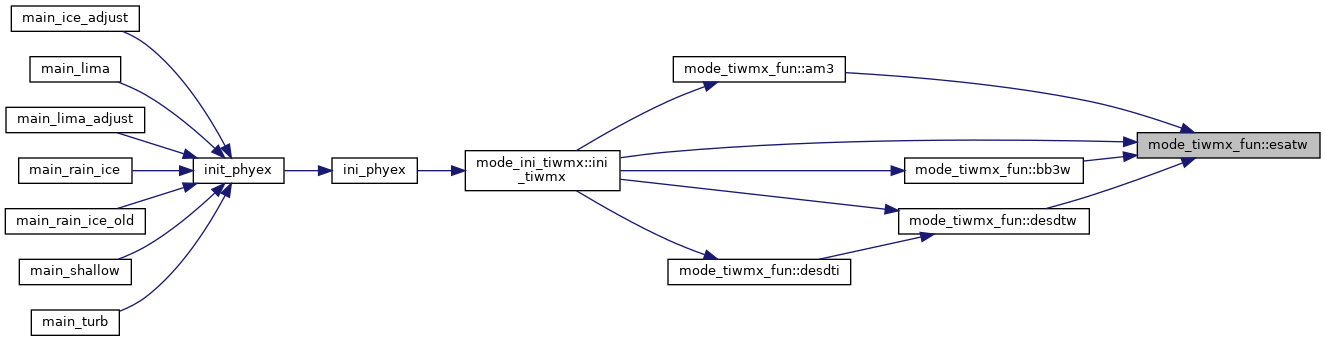 main_ice_adjust
main_lima
main_lima_adjust
main_rain_ice
main_rain_ice_old
main_shallow
main_turb
init_phyex
ini_phyex
mode_ini_tiwmx::ini
_tiwmx
mode_tiwmx_fun::am3
mode_tiwmx_fun::bb3w
mode_tiwmx_fun::desdtw
mode_tiwmx_fun::desdti
mode_tiwmx_fun::esatw